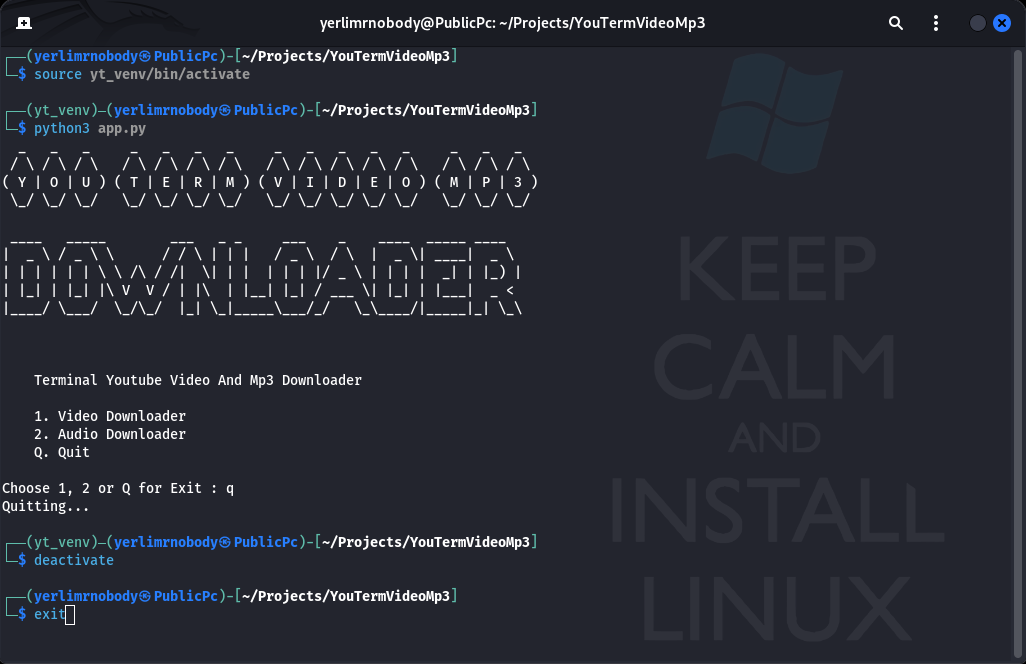 yerlimrnobody@PublicPc: ~/Projects/YouTermVideoMp3
┌──(yerlimrnobody㉿PublicPc)-[~/Projects/YouTermVideoMp3]
└─$ source yt_venv/bin/activate
┌──(yt_venv)─(yerlimrnobody㉿PublicPc)-[~/Projects/YouTermVideoMp3]
└─$ python3 app.py
( Y | O | U ) ( T | E | R | M ) ( V | I | D | E | O ) ( M | P | 3 )
DOWNLOADER
Terminal Youtube Video And Mp3 Downloader
1. Video Downloader
2. Audio Downloader
Q. Quit
Choose 1, 2 or Q for Exit : q
Quitting...
┌──(yt_venv)─(yerlimrnobody㉿PublicPc)-[~/Projects/YouTermVideoMp3]
└─$ deactivate
┌──(yerlimrnobody㉿PublicPc)-[~/Projects/YouTermVideoMp3]
└─$ exit
KEEP
CALM
AND
INSTALL
LINUX